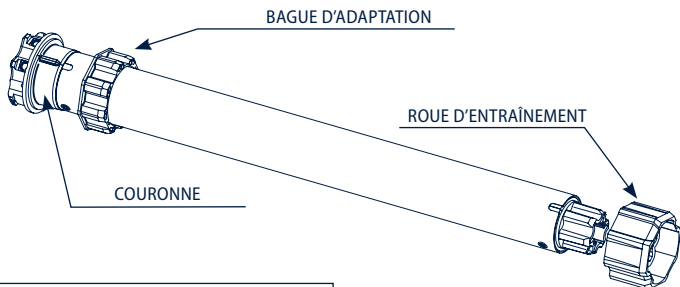 BAGUE D’ADAPTATION
ROUE D’ENTRAÎNEMENT
COURONNE